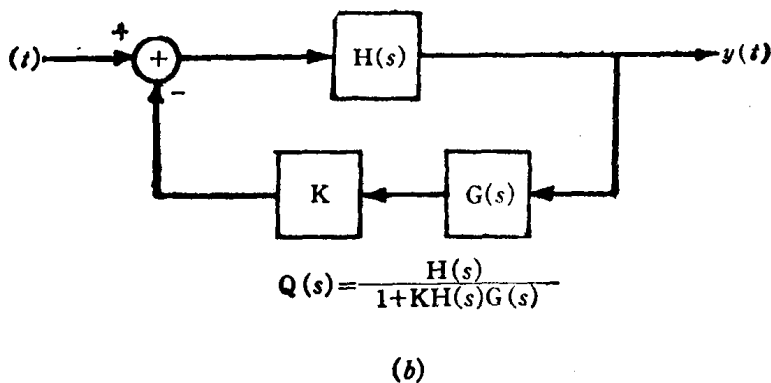 +
(t) + H(s) y(t)
-
K G(s)
Q(s)=H(s)/1+KH(s)G(s)
(b)